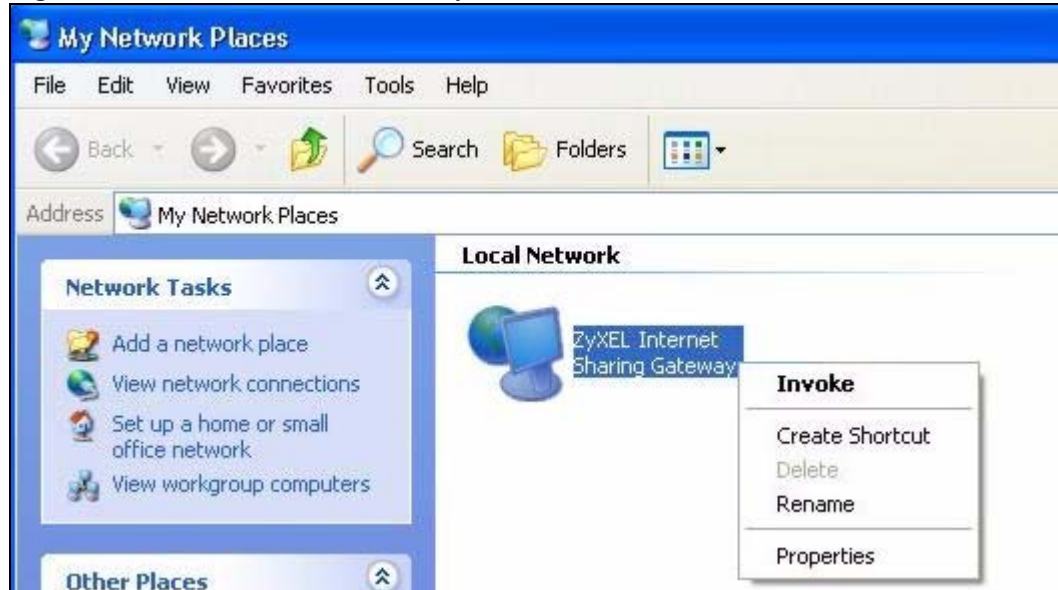 My Network Places
File Edit View Favorites Tools Help
Back Search Folders
Address My Network Places
Network Tasks
Add a network place
View network connections
Set up a home or small
office network
View workgroup computers
Other Places
Local Network
ZyXEL Internet
Sharing Gateway
Invoke
Create Shortcut
Delete
Rename
Properties